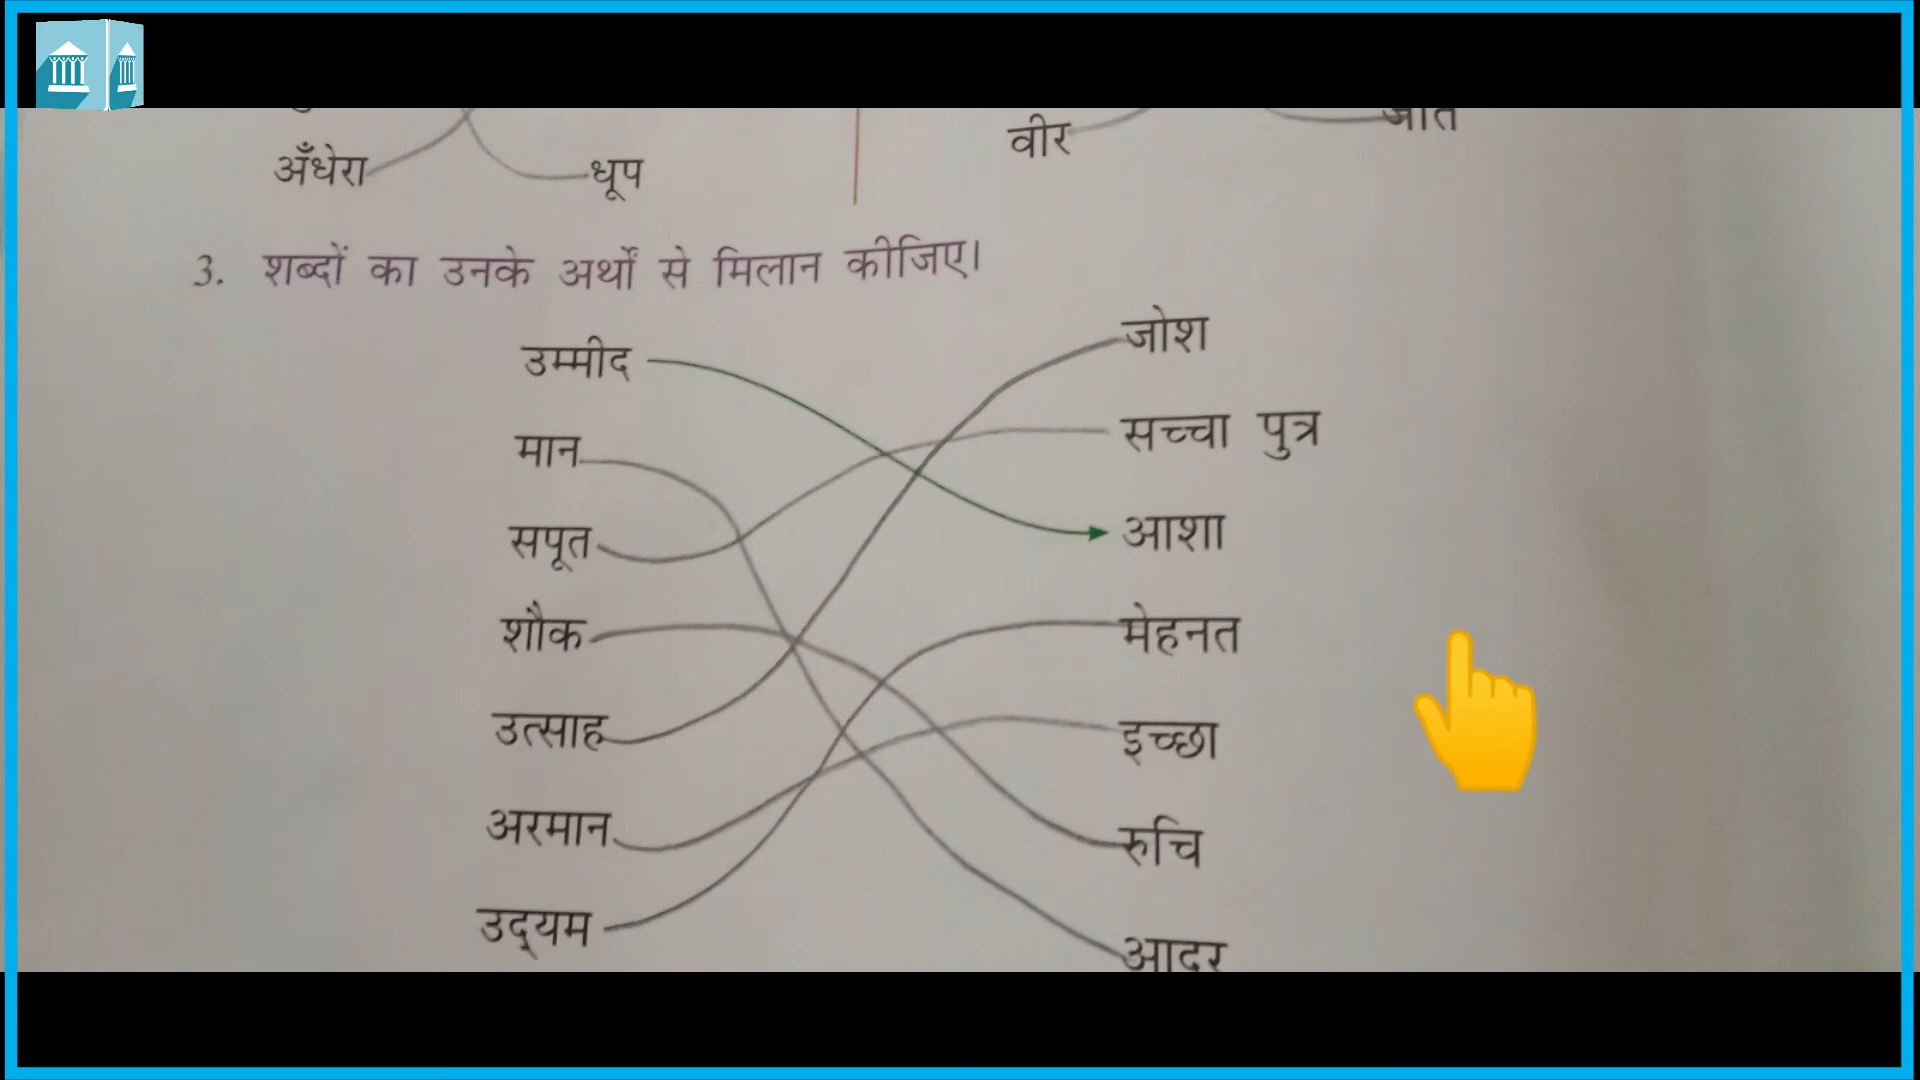 अँधेरा धूप
वीर
3. शब्दों का उनके अर्थों से मिलान कीजिए।
उम्मीद जोश
मान सच्चा पुत्र
सपूत आशा
शौक मेहनत
उत्साह इच्छा
अरमान रुचि
उद्‌यम आदर